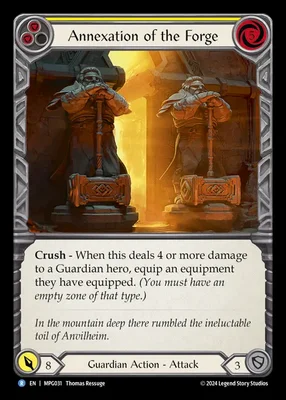 Annexation of the Forge
Crush - When this deals 4 or more damage
to a Guardian hero, equip an equipment
they have equipped. (You must have an
empty zone of that type.)
In the mountain deep there rumbled the ineluctable
toil of Anvilheim.
8
Guardian Action - Attack
3
R EN | MPG031
Thomas Ressuge
© 2024 Legend Story Studios